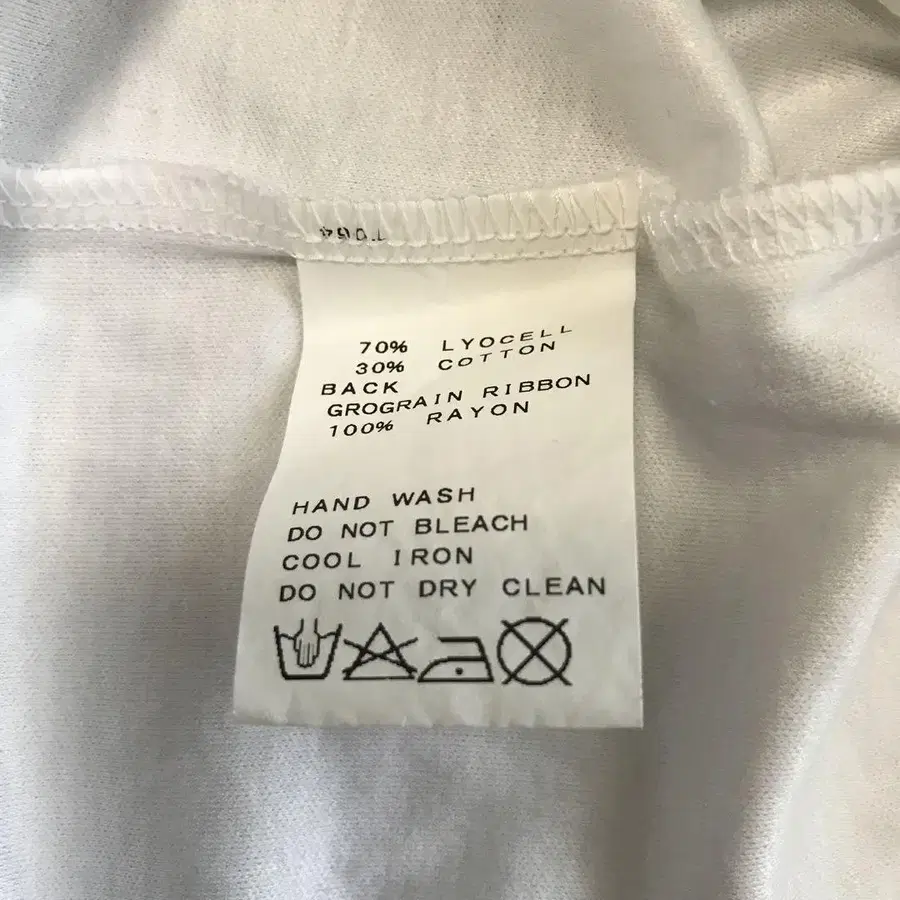 70% LYOCELL
30% COTTON
BACK
GROGRAIN RIBBON
100% RAYON
HAND WASH
DO NOT BLEACH
COOL IRON
DO NOT DRY CLEAN